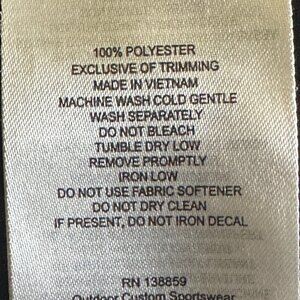 100% POLYESTER
EXCLUSIVE OF TRIMMING
MADE IN VIETNAM
MACHINE WASH COLD GENTLE
WASH SEPARATELY
DO NOT BLEACH
TUMBLE DRY LOW
REMOVE PROMPTLY
IRON LOW
DO NOT USE FABRIC SOFTENER
DO NOT DRY CLEAN
IF PRESENT, DO NOT IRON DECAL
RN 138859
Outdoor Custom Sportswear